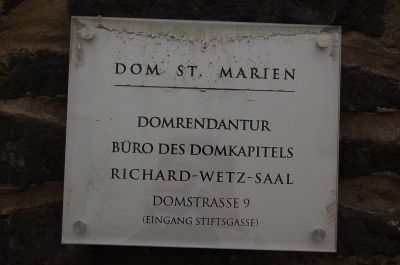 DOM ST. MARIEN
DOMRENDANTUR
BÜRO DES DOMKAPITELS
RICHARD-WETZ-SAAL
DOMSTRASSE 9
(EINGANG STIFTSGASSE)